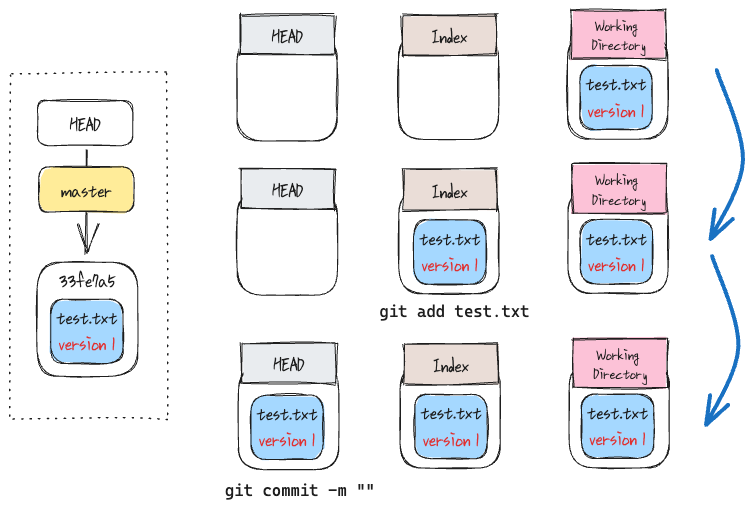 HEAD
master
33fe7a5
test.txt
version 1
HEAD
Index
Working
Directory
test.txt
version 1
HEAD
Index
Working
Directory
test.txt
version 1
test.txt
version 1
git add test.txt
HEAD
Index
Working
Directory
test.txt
version 1
test.txt
version 1
test.txt
version 1
git commit -m ""